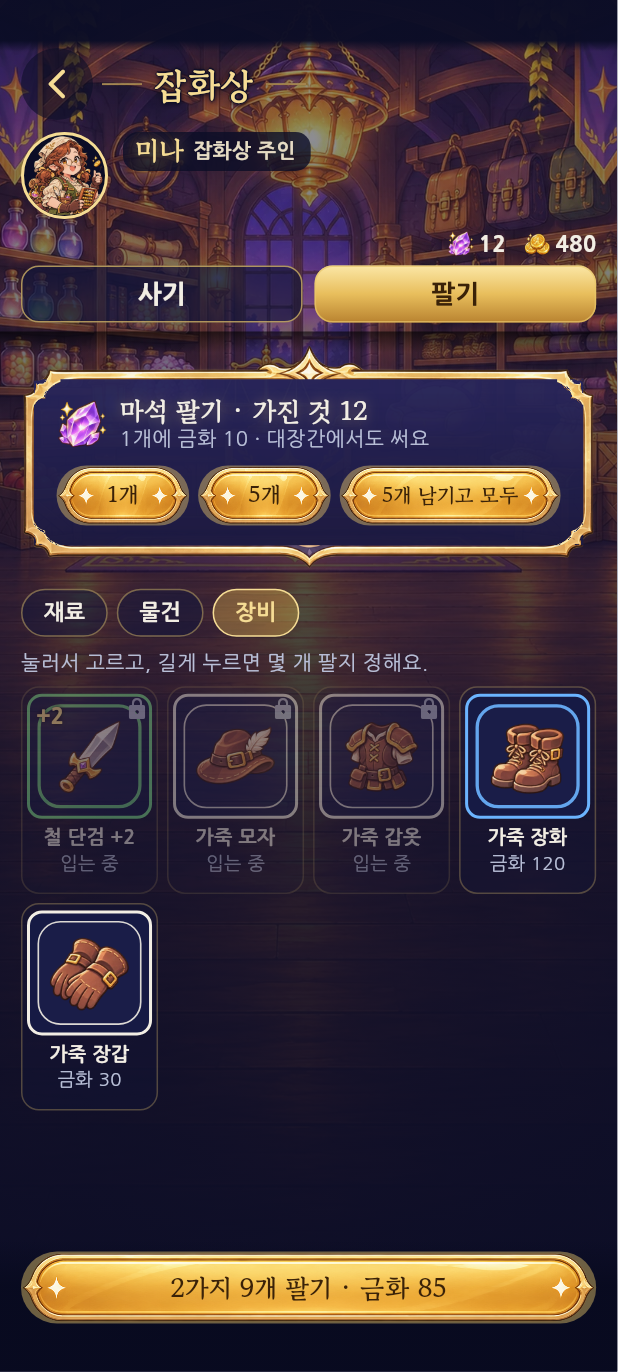 잡화상
미나 잡화상 주인
12 480
사기 팔기
마석 팔기 · 가진 것 12
1개에 금화 10 · 대장간에서도 써요
1개 5개 5개 남기고 모두
재료 물건 장비
눌러서 고르고, 길게 누르면 몇 개 팔지 정해요.
+2
철 단검 +2 가죽 모자 가죽 갑옷 가죽 장화
입는 중 입는 중 입는 중 금화 120
가죽 장갑
금화 30
2가지 9개 팔기 · 금화 85